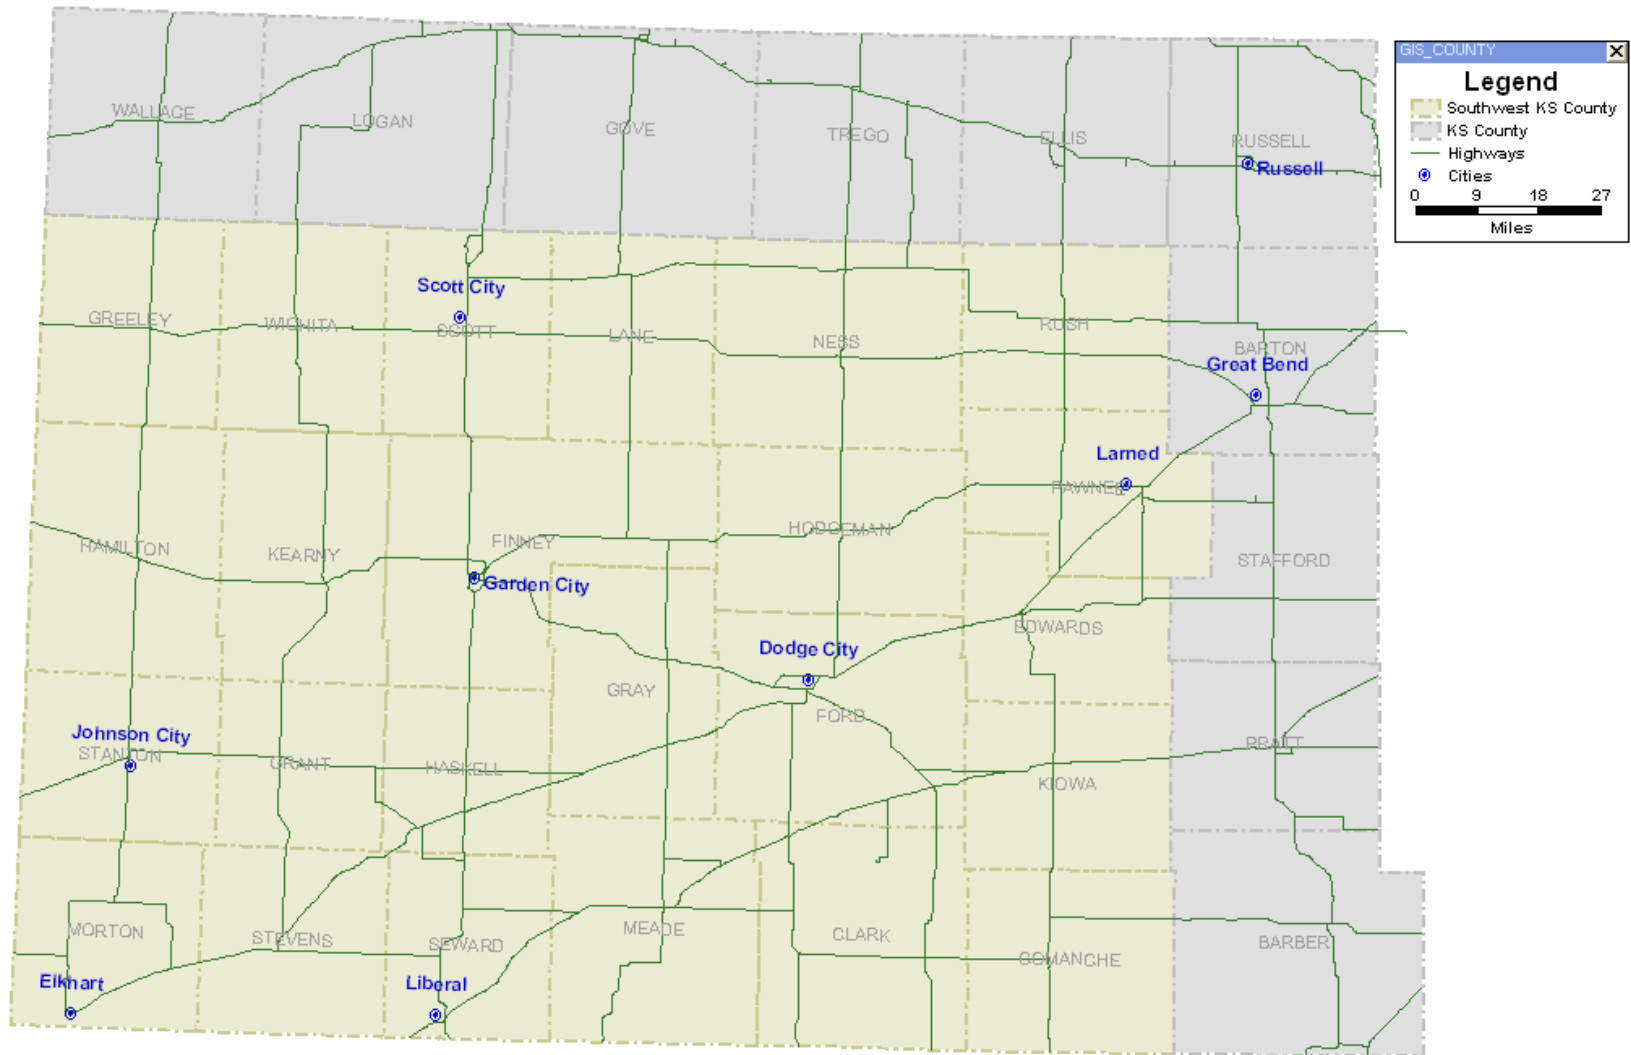 GIS_COUNTY
Legend
Southwest KS County
KS County
Highways
Cities
0 9 18 27
Miles
WALLACE
LOGAN
GOVE
TREGO
ELLIS
RUSSELL
Russell
Scott City
GREELEY
WICHITA
SCOTT
LANE
NESS
RUSH
BARTON
Great Bend
Larned
PAWNEE
HAMILTON
KEARNY
FINNEY
HODGEMAN
STAFFORD
Garden City
EDWARDS
Dodge City
GRAY
FORD
Johnson City
STANTON
GRANT
HASKELL
KIOWA
PRATT
MORTON
STEVENS
SEWARD
MEADE
CLARK
COMANCHE
BARBER
Elkhart
Liberal